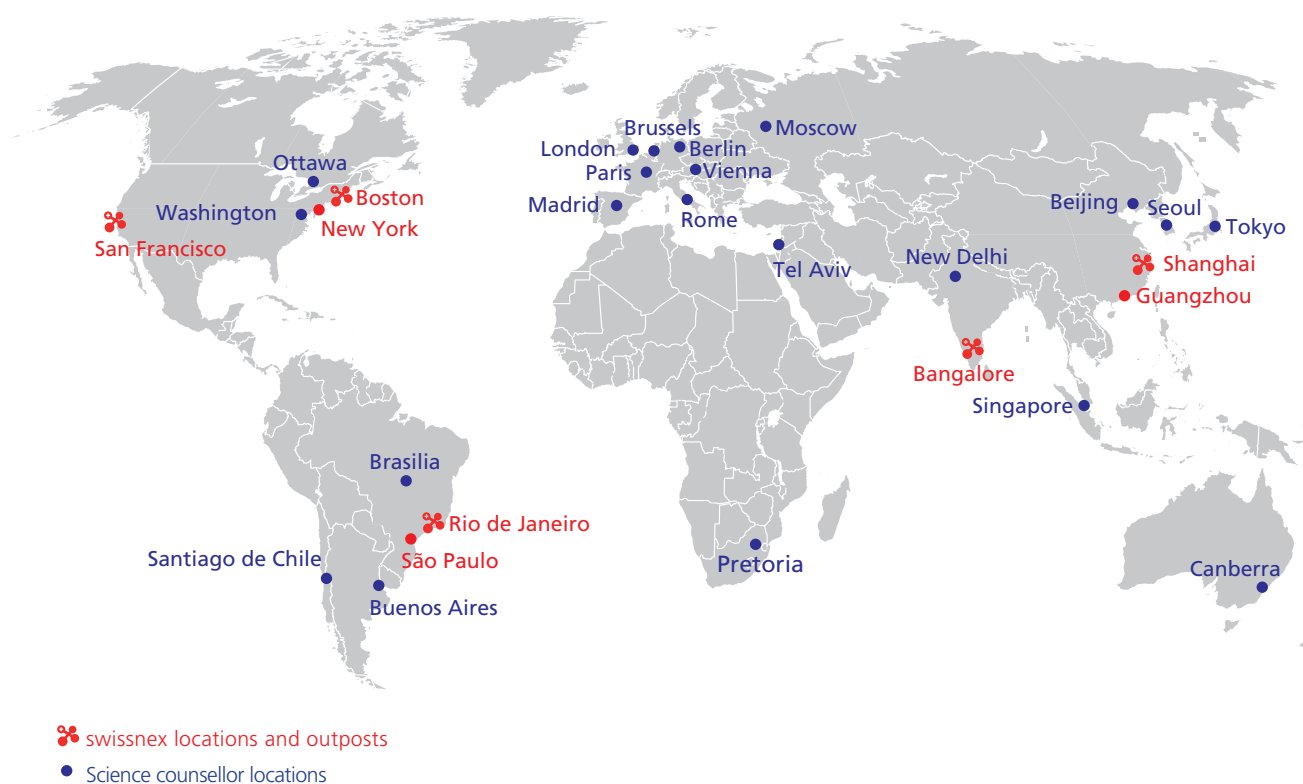 Brussels
Moscow
London
Berlin
Paris
Vienna
Ottawa
Boston
Madrid
Washington
New York
Rome
San Francisco
Beijing
Seoul
Tokyo
New Delhi
Tel Aviv
Shanghai
Guangzhou
Bangalore
Singapore
Brasilia
Rio de Janeiro
Santiago de Chile
São Paulo
Pretoria
Canberra
Buenos Aires
swissnex locations and outposts
Science counsellor locations